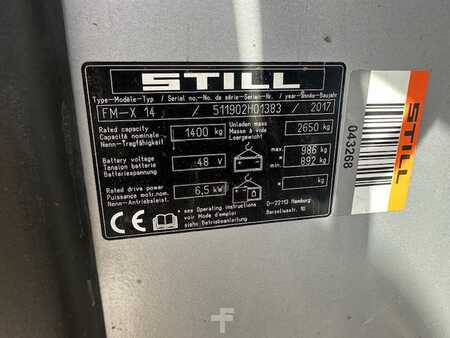 STILL
Type-Modèle-Typ / Serial no.-No. de série-Serien-Nr. / year-Année-Baujahr
FM-X 14 / 511902H01383 / 2017
Rated capacity
Capacité nominale
Nenn-Tragfähigkeit
1400 kg
Unladen mass
Masse à vide
Leergewicht
2650 kg
Battery voltage
Tension batterie
Batteriespannung
48 V
max. 986 kg
min. 892 kg
Rated drive power
Puissance motr.nom.
Nenn-Antriebsleist.
6,5 kW
* kg
* see Operating instructions
voir Mode d'emploi
siehe Betriebsanleitung
D-22113 Hamburg
Berzeliusstr. 10
CE
STILL
043268